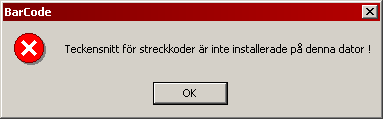 BarCode
Teckensnitt för streckkoder är inte installerade på denna dator !
OK